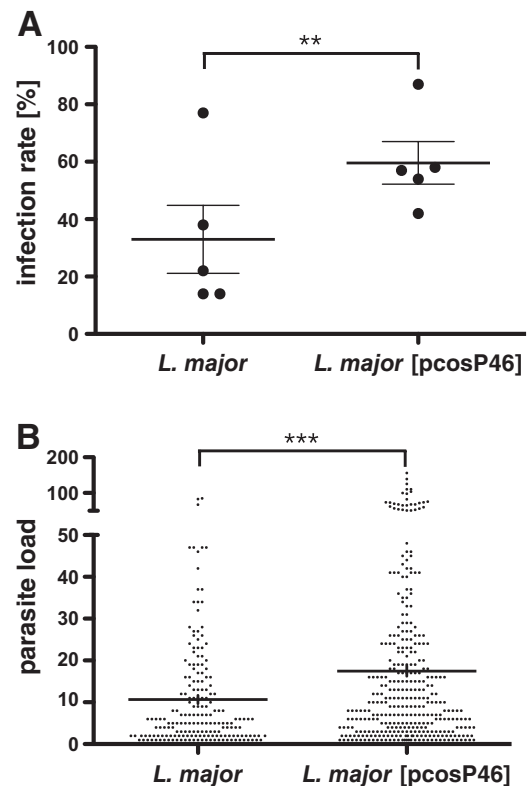 A
**
infection rate [%]
100
80
60
40
20
0
L. major
L. major [pcosP46]
B
***
parasite load
200
100
50
40
30
20
10
0
L. major
L. major [pcosP46]